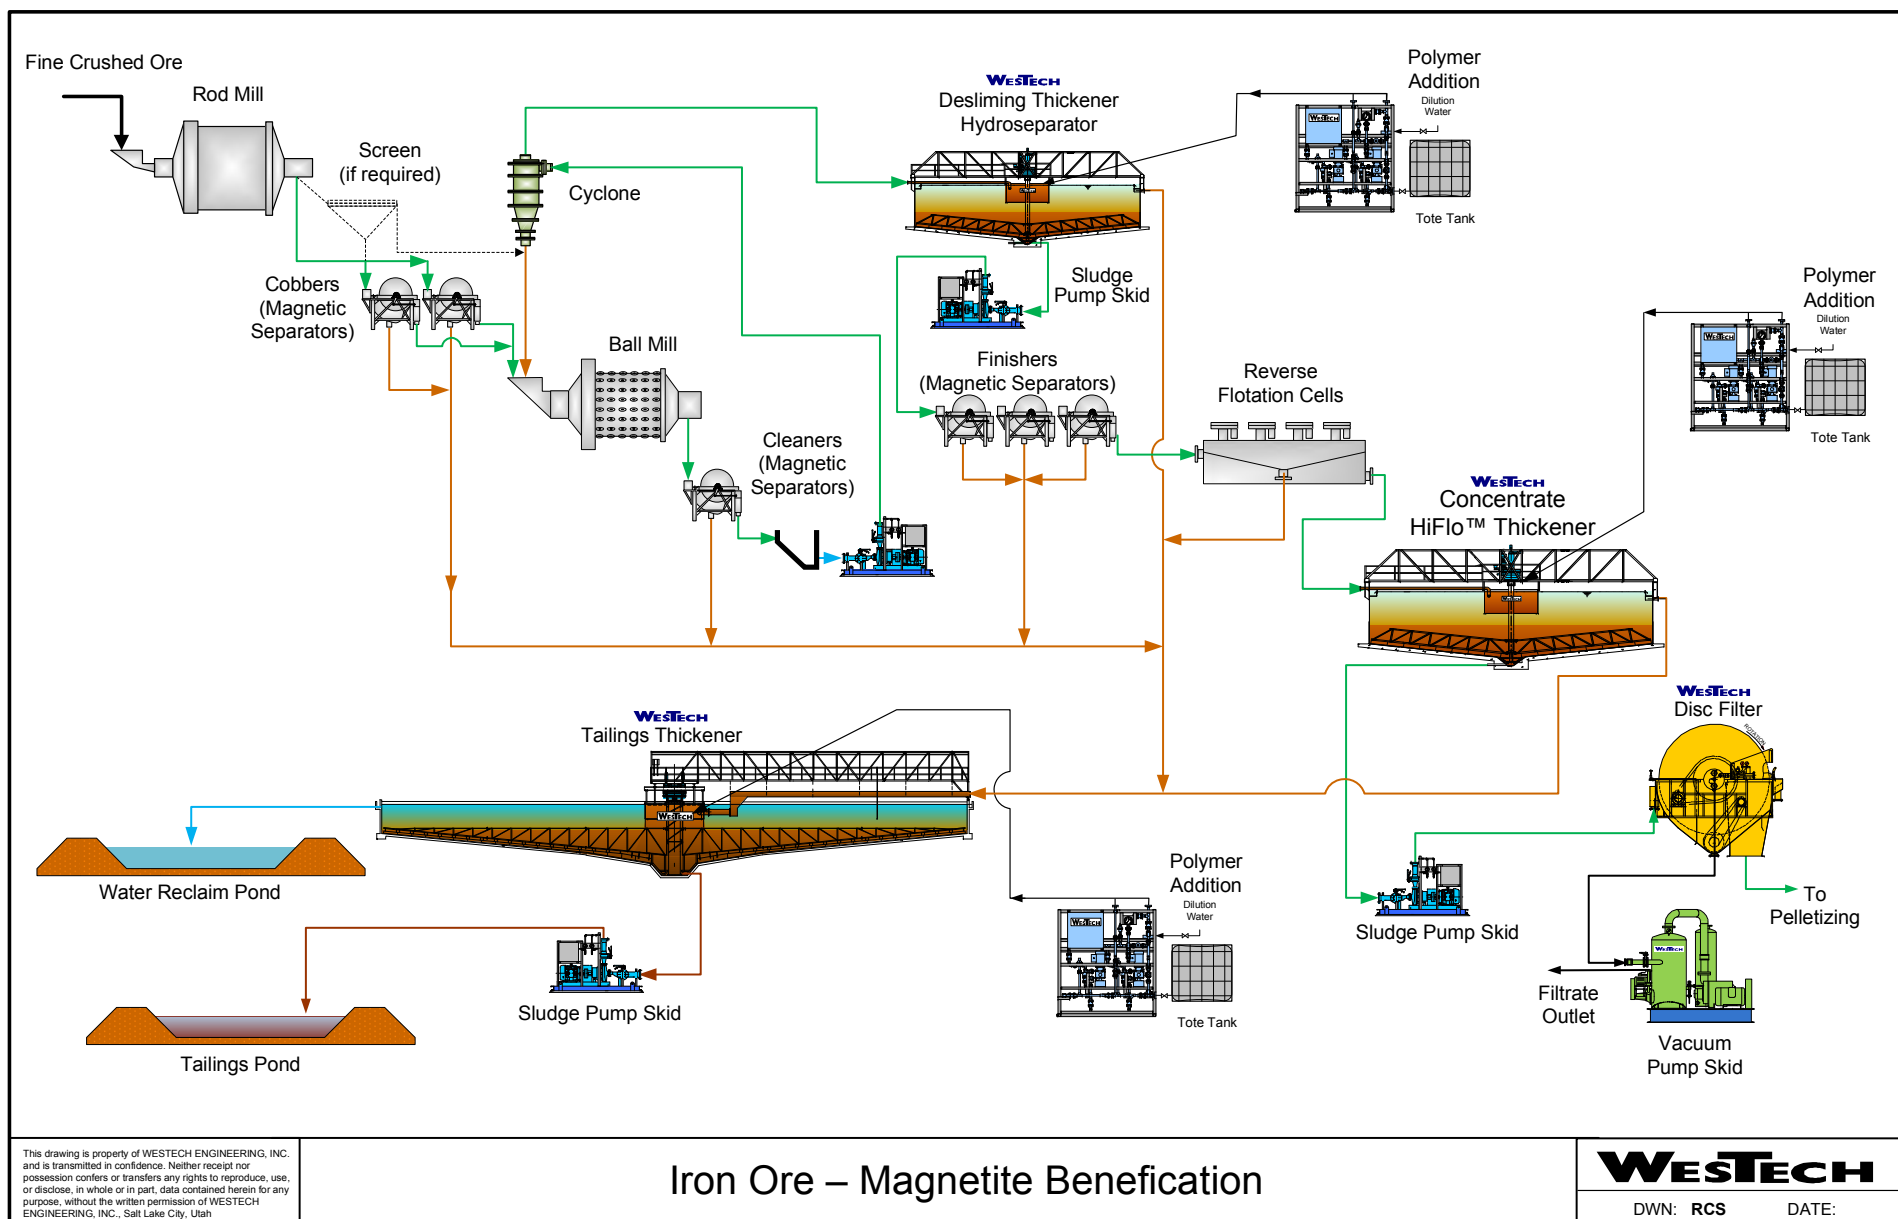 Fine Crushed Ore
Rod Mill
Screen
(if required)
Cyclone
WESTECH
Desliming Thickener
Hydroseparator
Polymer
Addition
Dilution
Water
WESTECH
Tote Tank
Cobbers
(Magnetic
Separators)
Sludge
Pump Skid
Polymer
Addition
Dilution
Water
WESTECH
Tote Tank
Ball Mill
Finishers
(Magnetic Separators)
Reverse
Flotation Cells
Cleaners
(Magnetic
Separators)
WESTECH
Concentrate
HiFlo™ Thickener
WESTECH
WESTECH
Disc Filter
ROTATION
WESTECH
Tailings Thickener
WESTECH
Water Reclaim Pond
Polymer
Addition
Dilution
Water
WESTECH
Tote Tank
Sludge Pump Skid
To
Pelletizing
WESTECH
Filtrate
Outlet
Vacuum
Pump Skid
Sludge Pump Skid
Tailings Pond
This drawing is property of WESTECH ENGINEERING, INC.
and is transmitted in confidence. Neither receipt nor
possession confers or transfers any rights to reproduce, use,
or disclose, in whole or in part, data contained herein for any
purpose, without the written permission of WESTECH
ENGINEERING, INC., Salt Lake City, Utah
Iron Ore – Magnetite Benefication
WESTECH
DWN: RCS DATE: